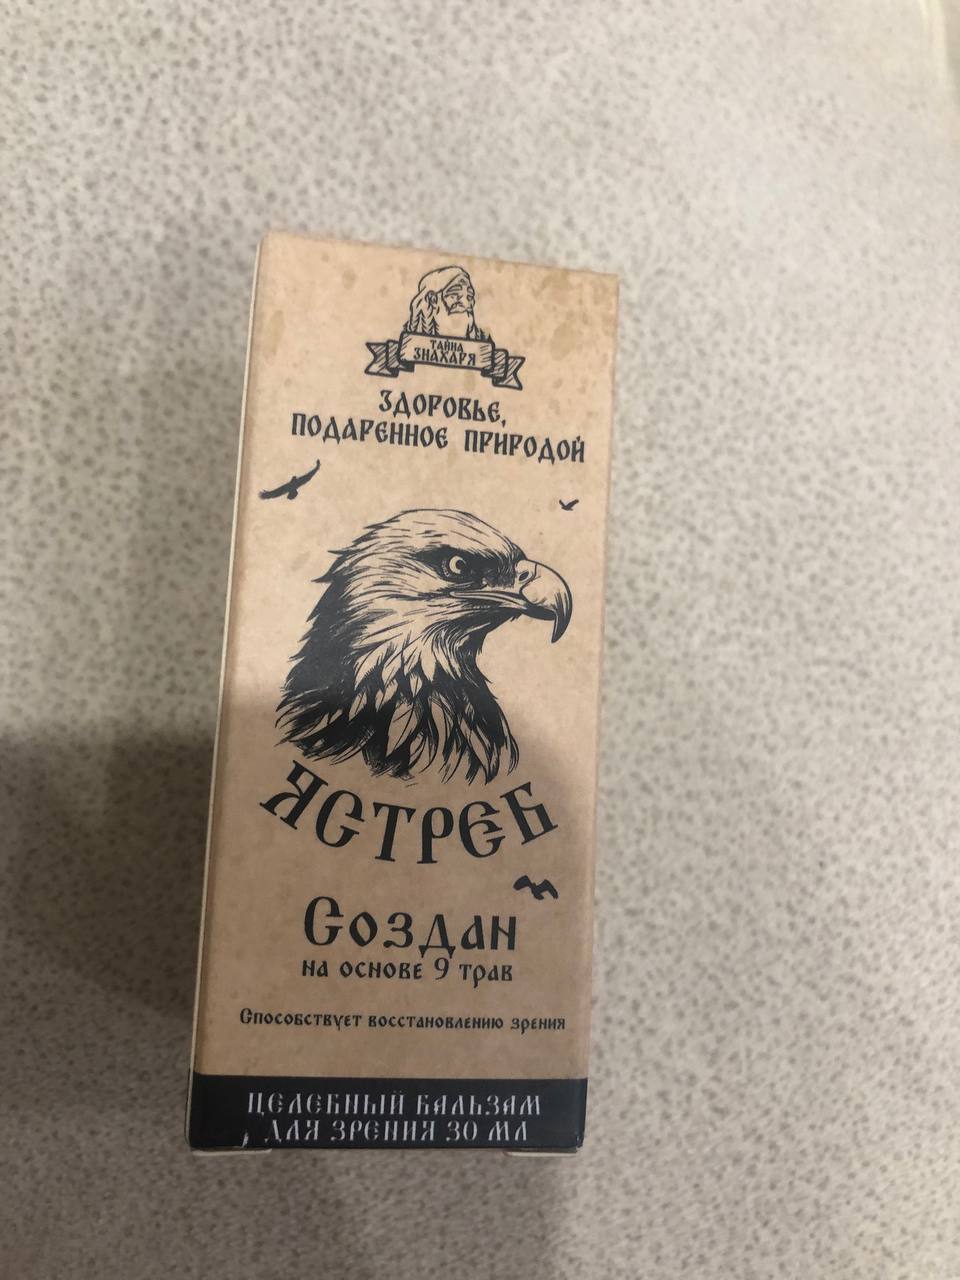 ТАЙНА
ЗНАХАРЯ
ЗДОРОВЬЕ,
ПОДАРЕННОЕ ПРИРОДОЙ
ЯСТРЕБ
Создан
на основе 9 трав
Способствует восстановлению зрения
ЦЕЛЕБНЫЙ БАЛЬЗАМ
ДЛЯ ЗРЕНИЯ 30 МЛ